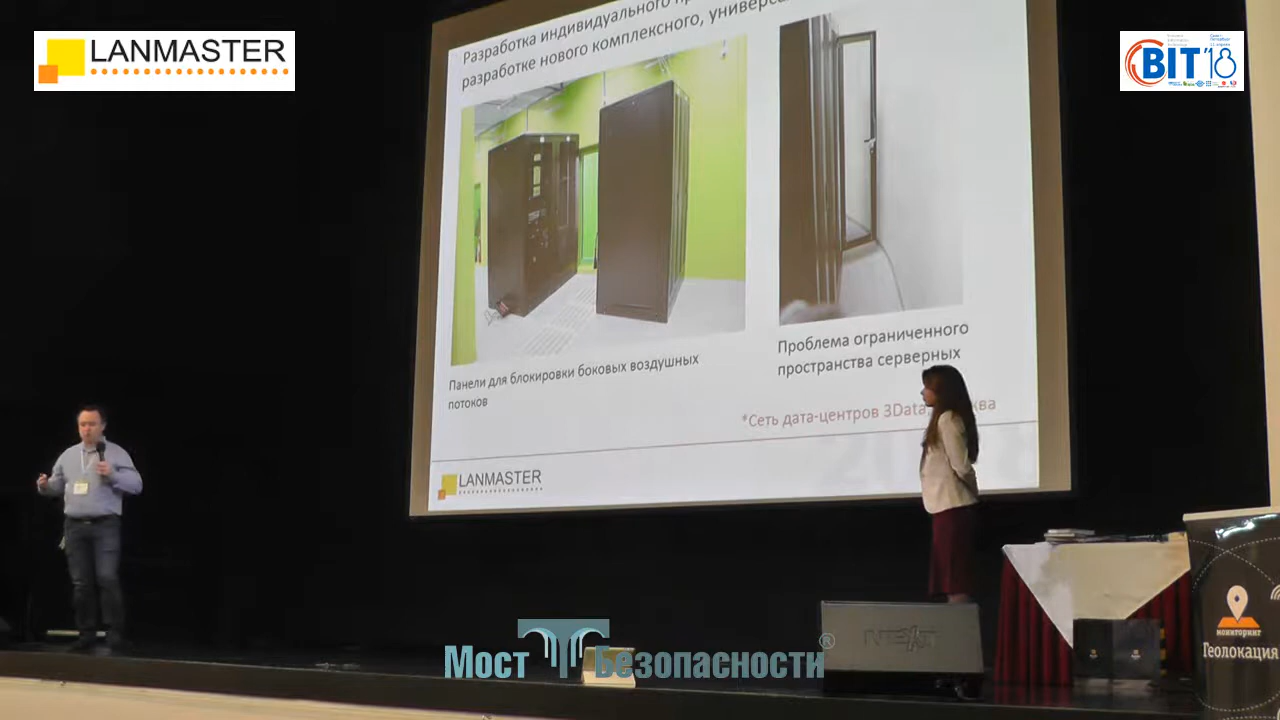 LANMASTER
BIT'18
Разработка индивидуального
разработке нового комплексного,
Панели для блокировки боковых воздушных
потоков
Проблема ограниченного
пространства серверных
*Сеть дата-центров 3Data,
LANMASTER
Мост Безопасности®
мониторинг
Геолокация